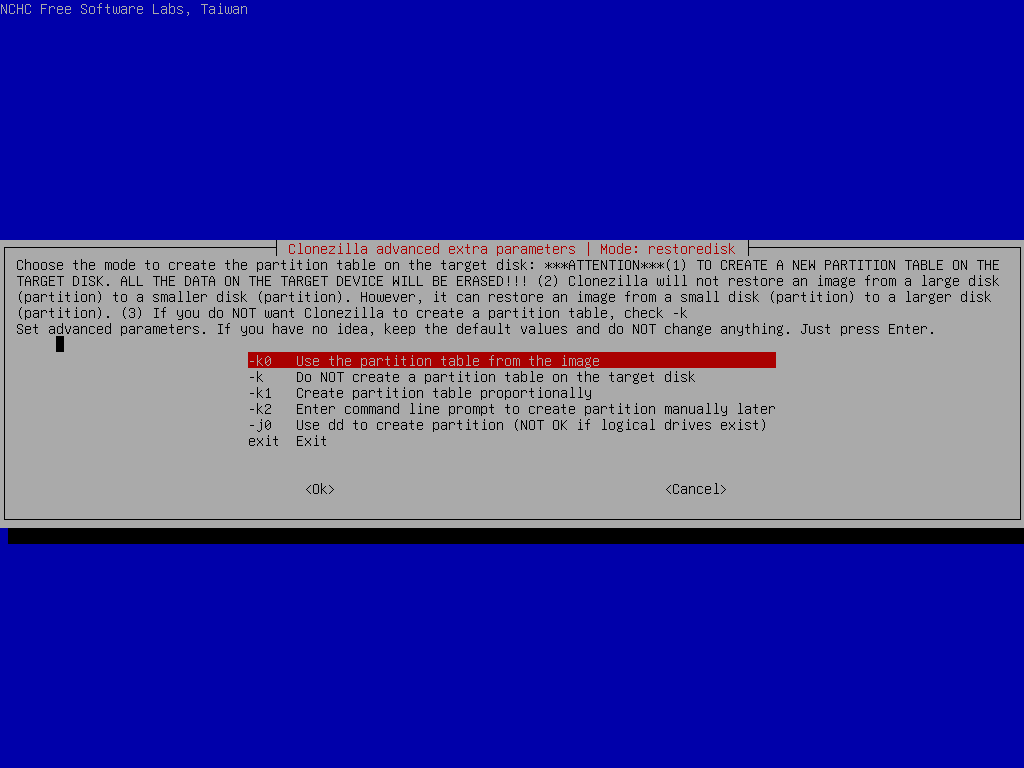 NCHC Free Software Labs, Taiwan
Clonezilla advanced extra parameters | Mode: restoredisk
Choose the mode to create the partition table on the target disk: ***ATTENTION***(1) TO CREATE A NEW PARTITION TABLE ON THE
TARGET DISK. ALL THE DATA ON THE TARGET DEVICE WILL BE ERASED!!! (2) Clonezilla will not restore an image from a large disk
(partition) to a smaller disk (partition). However, it can restore an image from a small disk (partition) to a larger disk
(partition). (3) If you do NOT want Clonezilla to create a partition table, check -k
Set advanced parameters. If you have no idea, keep the default values and do NOT change anything. Just press Enter.
-k0 Use the partition table from the image
-k Do NOT create a partition table on the target disk
-k1 Create partition table proportionally
-k2 Enter command line prompt to create partition manually later
-j0 Use dd to create partition (NOT OK if logical drives exist)
exit Exit
<Ok> <Cancel>